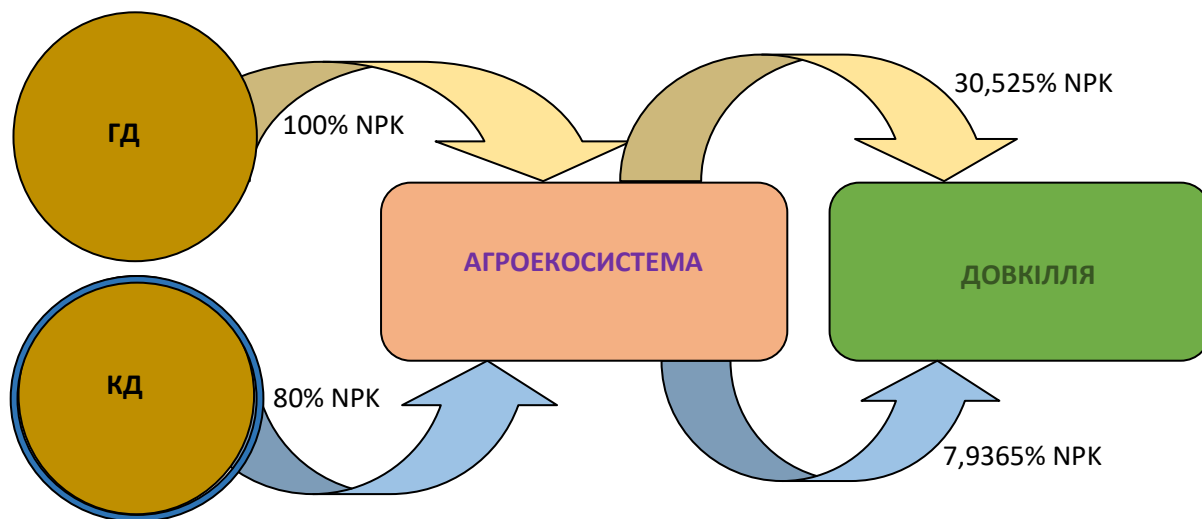 ГД
100% NPK
30,525% NPK
АГРОЕКОСИСТЕМА
ДОВКІЛЛЯ
КД
80% NPK
7,9365% NPK